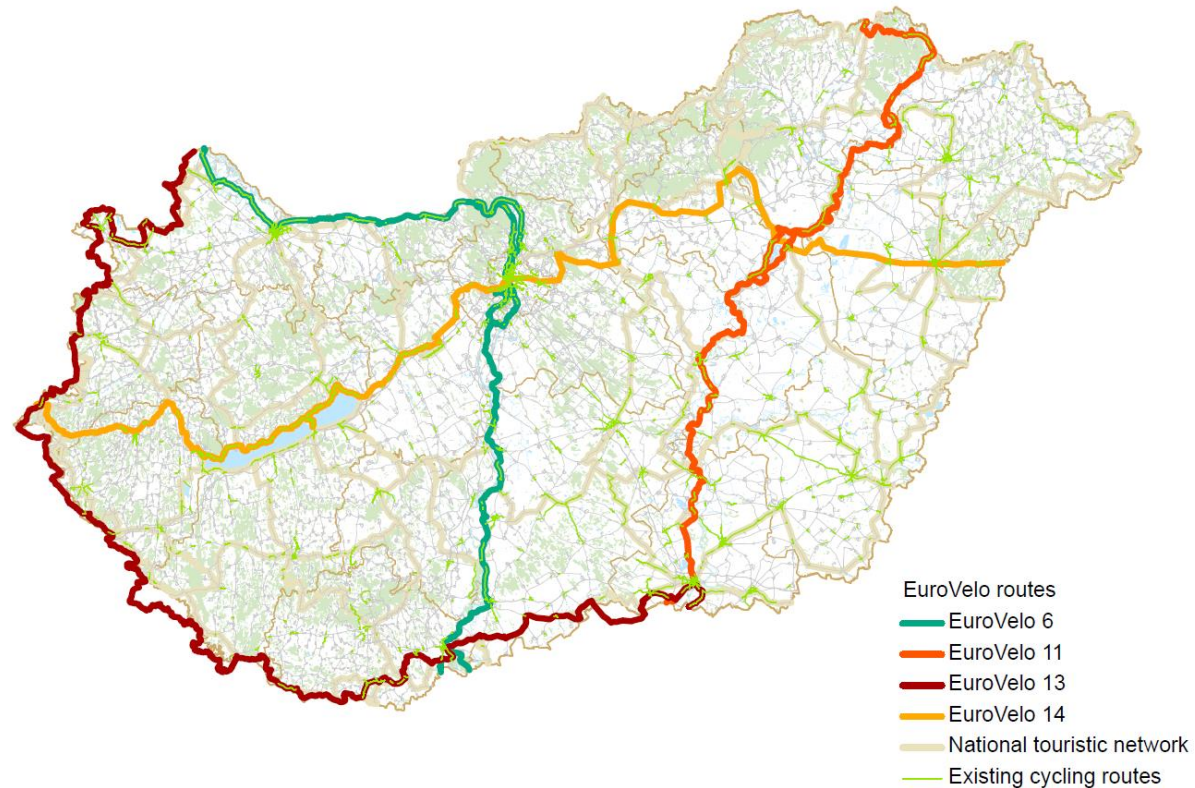 EuroVelo routes
EuroVelo 6
EuroVelo 11
EuroVelo 13
EuroVelo 14
National touristic network
Existing cycling routes